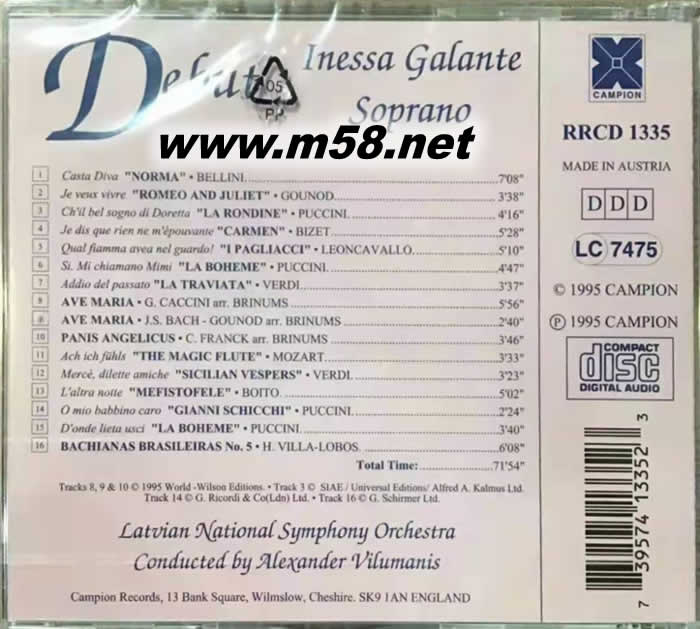 Debut
Inessa Galante
Soprano
05
PP
www.m58.net
CAMPION
RRCD 1335
MADE IN AUSTRIA
D D D
LC 7475
© 1995 CAMPION
Ⓟ 1995 CAMPION
COMPACT
disc
DIGITAL AUDIO
1 Casta Diva "NORMA" • BELLINI 7'08"
2 Je veux vivre "ROMEO AND JULIET" • GOUNOD 3'38"
3 Ch'il bel sogno di Doretta "LA RONDINE" • PUCCINI 4'16"
4 Je dis que rien ne m'épouvante "CARMEN" • BIZET 5'28"
5 Qual fiamma avea nel guardo! "I PAGLIACCI" • LEONCAVALLO 5'10"
6 Si. Mi chiamano Mimi "LA BOHEME" • PUCCINI 4'47"
7 Addio del passato "LA TRAVIATA" • VERDI 3'37"
8 AVE MARIA • G. CACCINI arr. BRINUMS 5'56"
9 AVE MARIA • J.S. BACH - GOUNOD arr. BRINUMS 2'40"
10 PANIS ANGELICUS • C. FRANCK arr. BRINUMS 3'46"
11 Ach ich fühls "THE MAGIC FLUTE" • MOZART 3'33"
12 Mercè, dilette amiche "SICILIAN VESPERS" • VERDI 3'23"
13 L'altra notte "MEFISTOFELE" • BOITO 5'02"
14 O mio babbino caro "GIANNI SCHICCHI" • PUCCINI 2'24"
15 D'onde lieta usci "LA BOHEME" • PUCCINI 3'40"
16 BACHIANAS BRASILEIRAS No. 5 • H. VILLA-LOBOS 6'08"
Total Time: 71'54"
Tracks 8, 9 & 10 © 1995 World -Wilson Editions. • Track 3 © SIAE / Universal Editions/ Alfred A. Kalmus Ltd.
Track 14 © G. Ricordi & Co(Ldn) Ltd. • Track 16 © G. Schirmer Ltd.
Latvian National Symphony Orchestra
Conducted by Alexander Vilumanis
Campion Records, 13 Bank Square, Wilmslow, Cheshire. SK9 1AN ENGLAND
7 39574 13352 3